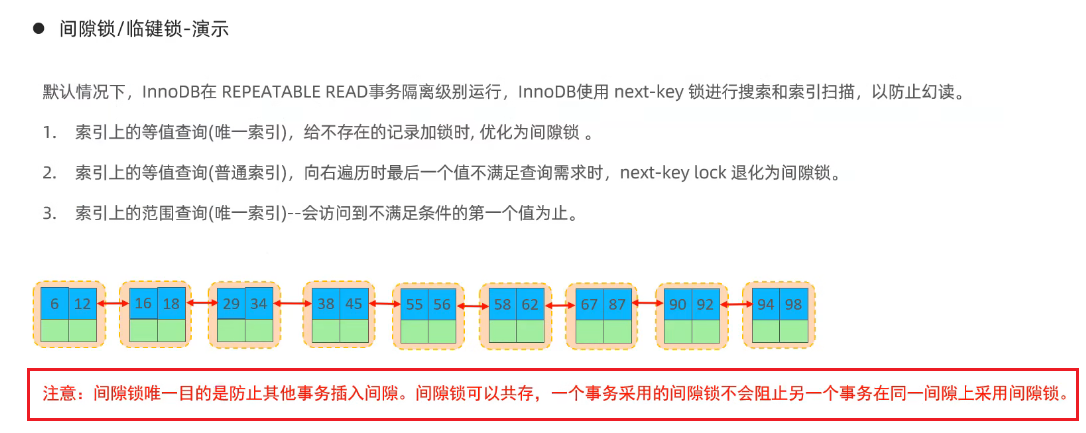 ● 间隙锁/临键锁-演示
默认情况下，InnoDB在 REPEATABLE READ事务隔离级别运行，InnoDB使用 next-key 锁进行搜索和索引扫描，以防止幻读。
1. 索引上的等值查询(唯一索引)，给不存在的记录加锁时, 优化为间隙锁 。
2. 索引上的等值查询(普通索引)，向右遍历时最后一个值不满足查询需求时，next-key lock 退化为间隙锁。
3. 索引上的范围查询(唯一索引)--会访问到不满足条件的第一个值为止。
6 12 16 18 29 34 38 45 55 56 58 62 67 87 90 92 94 98
注意：间隙锁唯一目的是防止其他事务插入间隙。间隙锁可以共存，一个事务采用的间隙锁不会阻止另一个事务在同一间隙上采用间隙锁。